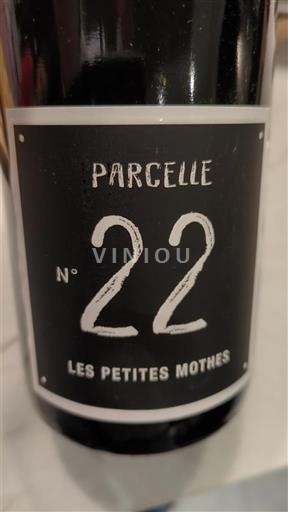 PARCELLE
N° 22
VINIOU
LES PETITES MOTHES